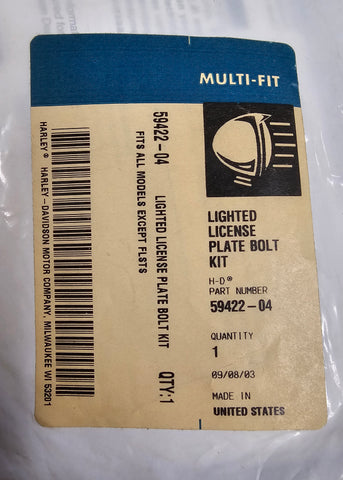 MULTI-FIT
LIGHTED
LICENSE
PLATE BOLT
KIT
H-D®
PART NUMBER
59422-04
QUANTITY
1
09/08/03
MADE IN
UNITED STATES
59422-04 LIGHTED LICENSE PLATE BOLT KIT QTY:1
FITS ALL MODELS EXCEPT FLSTS
HARLEY® HARLEY-DAVIDSON MOTOR COMPANY. MILWAUKEE WI 53201